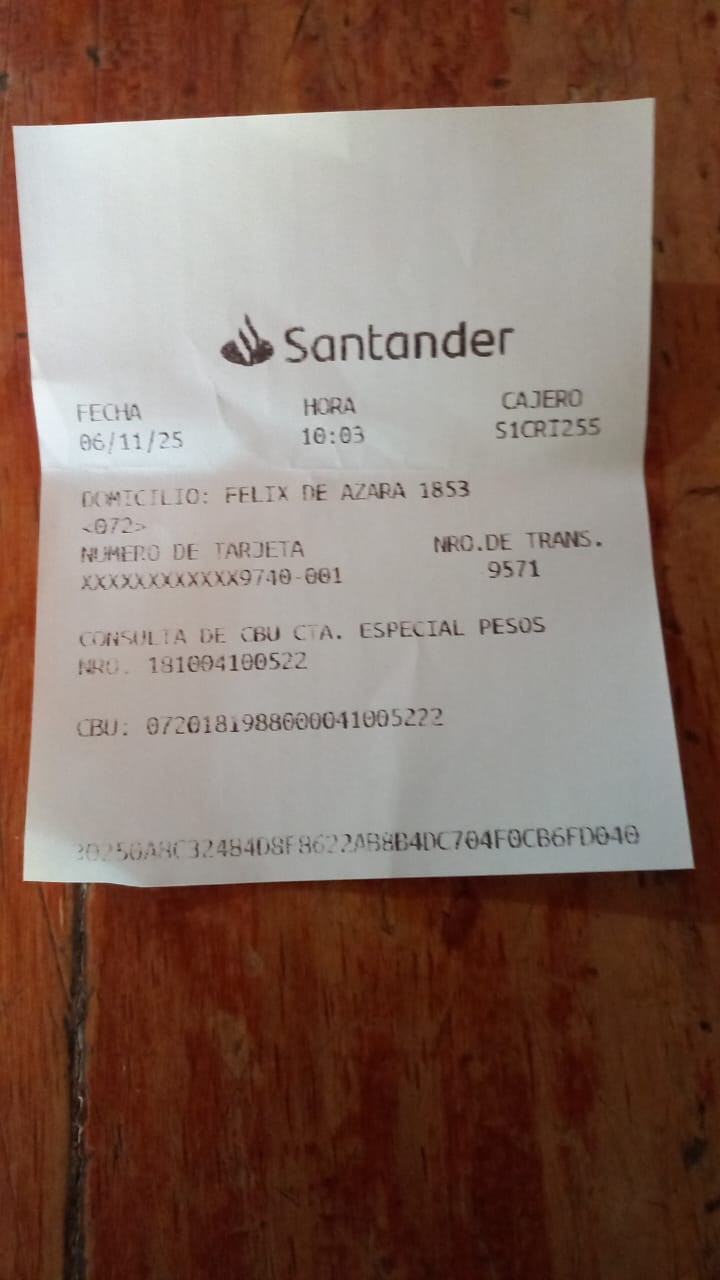 Santander
FECHA HORA CAJERO
06/11/25 10:03 S1CRI255
DOMICILIO: FELIX DE AZARA 1853
<072>
NUMERO DE TARJETA NRO.DE TRANS.
XXXXXXXXXXXX9740-001 9571
CONSULTA DE CBU CTA. ESPECIAL PESOS
NRO. 181004100522
CBU: 0720181988000041005222